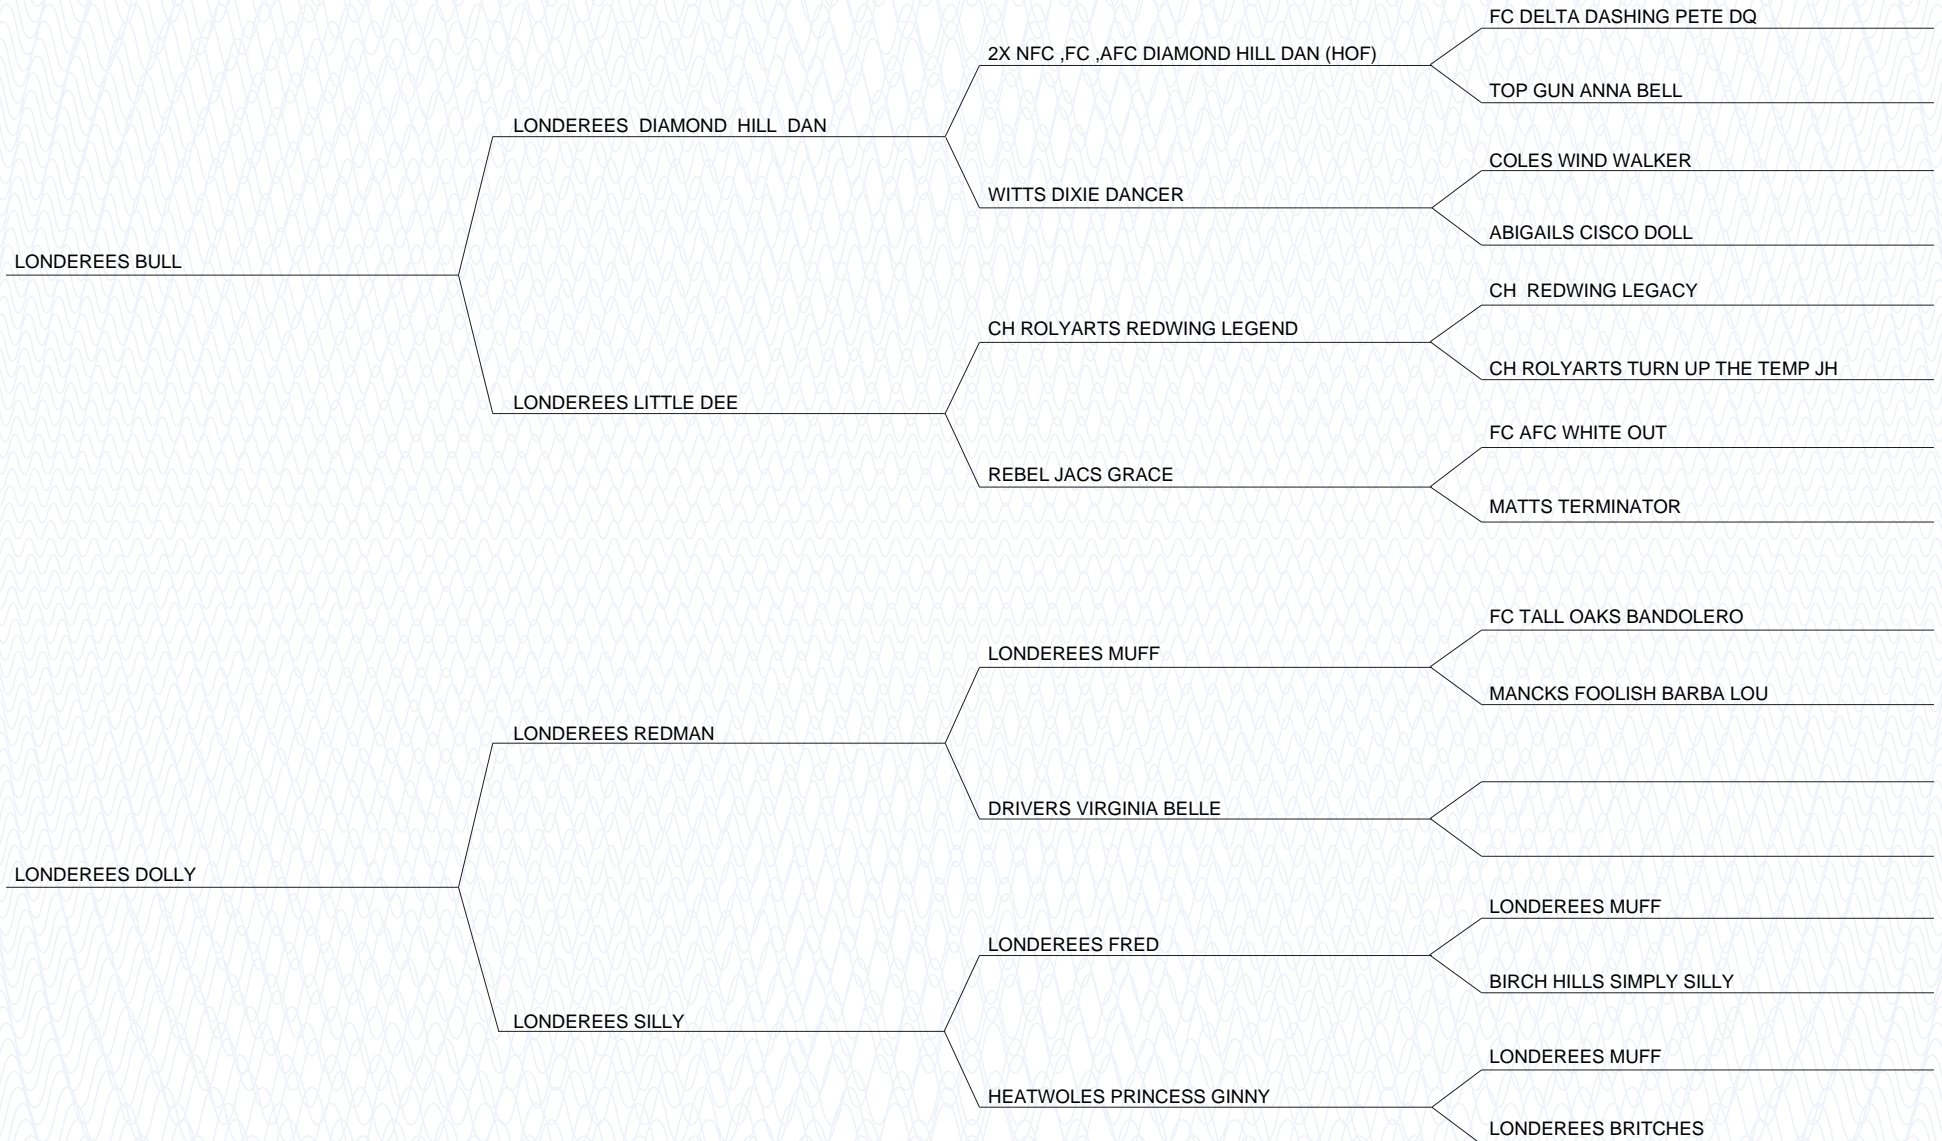 FC DELTA DASHING PETE DQ
2X NFC ,FC ,AFC DIAMOND HILL DAN (HOF)
TOP GUN ANNA BELL
LONDEREES  DIAMOND  HILL  DAN
COLES WIND WALKER
WITTS DIXIE DANCER
ABIGAILS CISCO DOLL
LONDEREES BULL
CH  REDWING LEGACY
CH ROLYARTS REDWING LEGEND
CH ROLYARTS TURN UP THE TEMP JH
LONDEREES LITTLE DEE
FC AFC WHITE OUT
REBEL JACS GRACE
MATTS TERMINATOR
FC TALL OAKS BANDOLERO
LONDEREES MUFF
MANCKS FOOLISH BARBA LOU
LONDEREES REDMAN
DRIVERS VIRGINIA BELLE
LONDEREES DOLLY
LONDEREES MUFF
LONDEREES FRED
BIRCH HILLS SIMPLY SILLY
LONDEREES SILLY
LONDEREES MUFF
HEATWOLES PRINCESS GINNY
LONDEREES BRITCHES